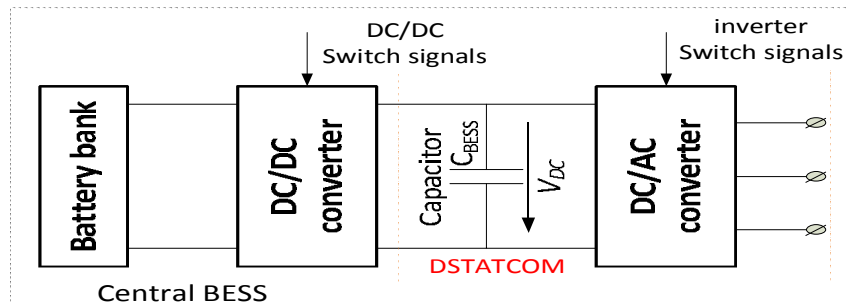 DC/DC
Switch signals
inverter
Switch signals
Battery bank
DC/DC
converter
Capacitor
CBESS
VDC
DC/AC
converter
DSTATCOM
Central BESS